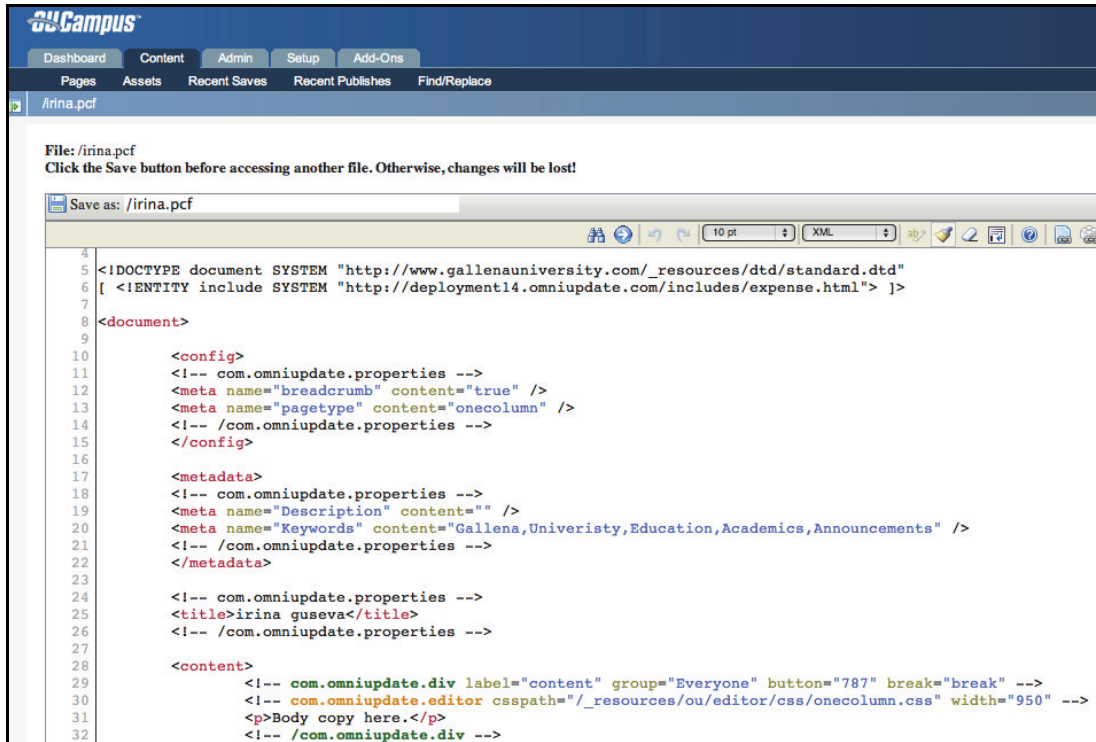 OUCampus™
Dashboard Content Admin Setup Add-Ons
Pages Assets Recent Saves Recent Publishes Find/Replace
/irina.pcf
File: /irina.pcf
Click the Save button before accessing another file. Otherwise, changes will be lost!
Save as: /irina.pcf
10 pt XML
4
5 <!DOCTYPE document SYSTEM "http://www.gallenauniversity.com/_resources/dtd/standard.dtd"
6 [ <!ENTITY include SYSTEM "http://deployment14.omniupdate.com/includes/expense.html"> ]>
7
8 <document>
9
10 <config>
11 <!-- com.omniupdate.properties -->
12 <meta name="breadcrumb" content="true" />
13 <meta name="pagetype" content="onecolumn" />
14 <!-- /com.omniupdate.properties -->
15 </config>
16
17 <metadata>
18 <!-- com.omniupdate.properties -->
19 <meta name="Description" content="" />
20 <meta name="Keywords" content="Gallena,Univeristy,Education,Academics,Announcements" />
21 <!-- /com.omniupdate.properties -->
22 </metadata>
23
24 <!-- com.omniupdate.properties -->
25 <title>irina guseva</title>
26 <!-- /com.omniupdate.properties -->
27
28 <content>
29 <!-- com.omniupdate.div label="content" group="Everyone" button="787" break="break" -->
30 <!-- com.omniupdate.editor csspath="/_resources/ou/editor/css/onecolumn.css" width="950" -->
31 <p>Body copy here.</p>
32 <!-- /com.omniupdate.div -->